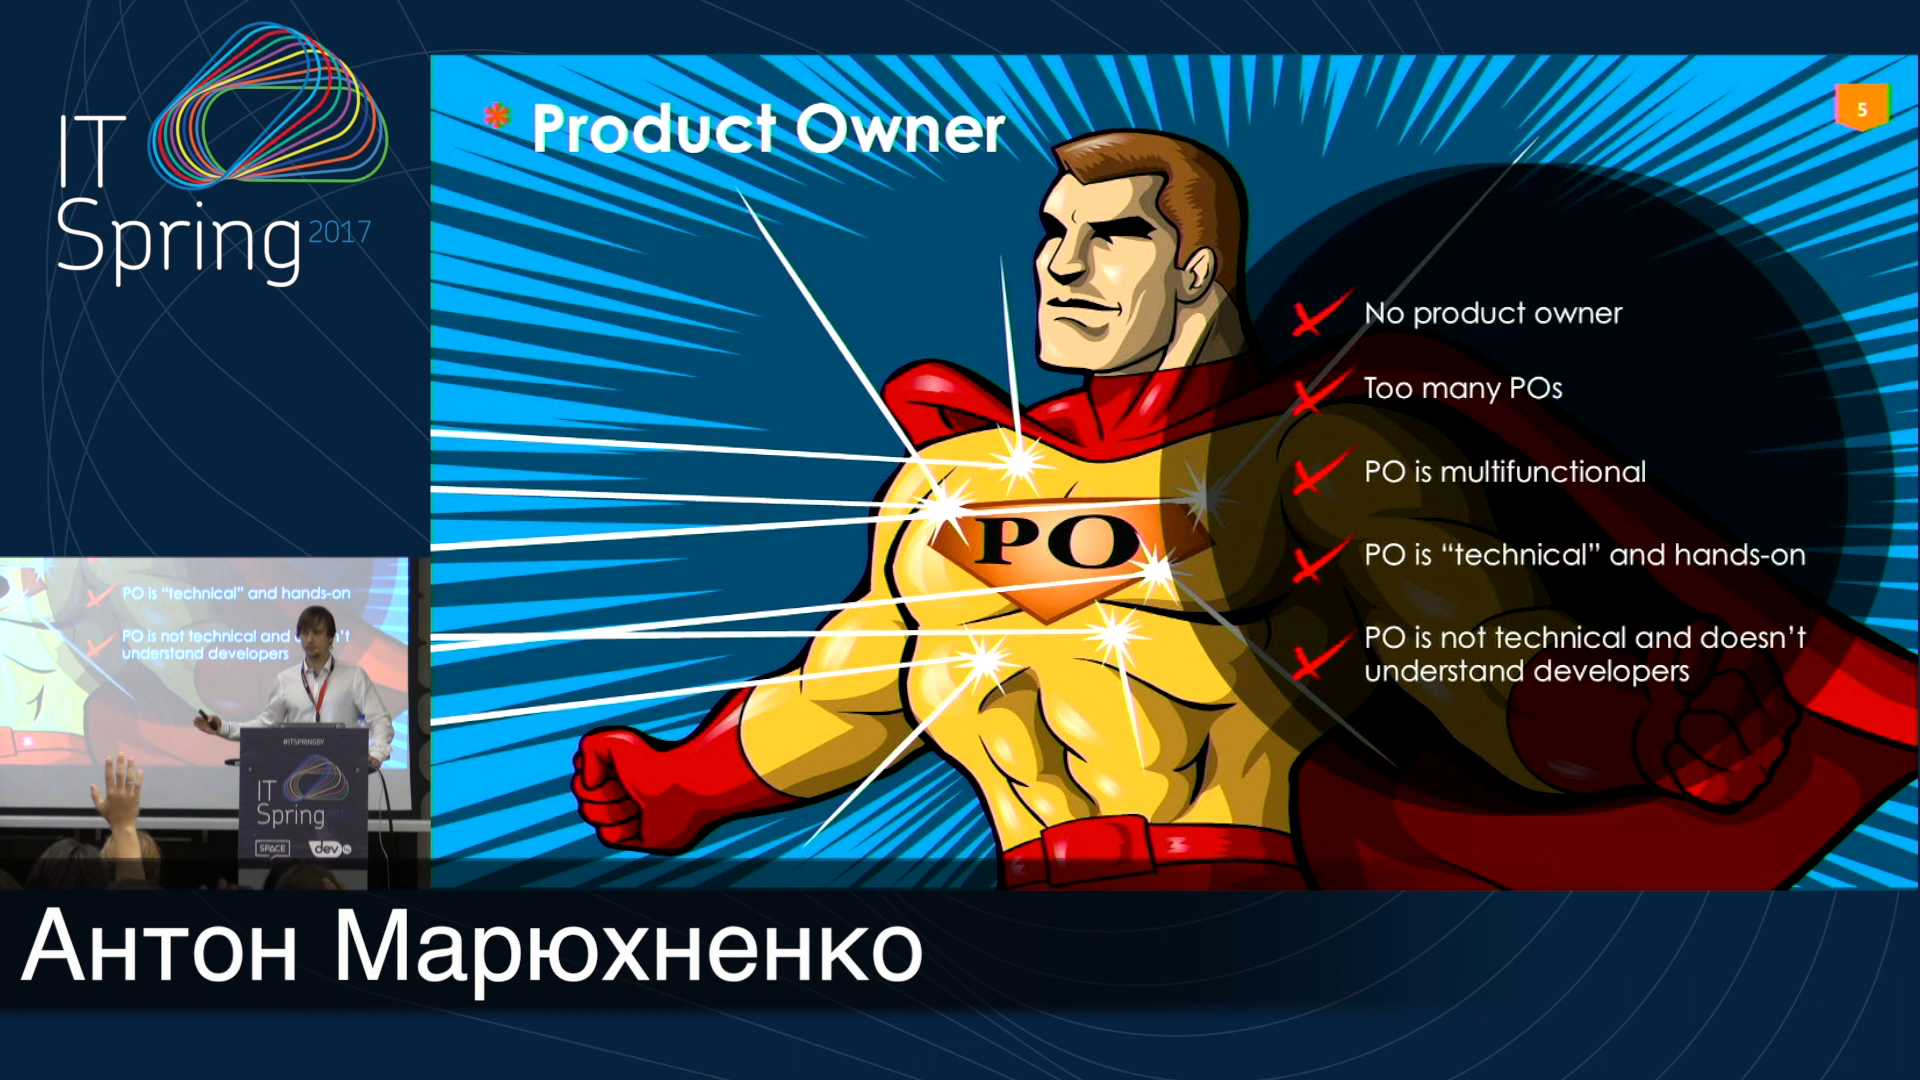 IT
Spring 2017
Product Owner
5
No product owner
Too many POs
PO is multifunctional
PO is “technical” and hands-on
PO is not technical and doesn’t
understand developers
PO
PO is “technical” and hands-on
PO is not technical and
understand developers
#ITSPRINGBY
IT
Spring
SPACE
dev
Антон Марюхненко